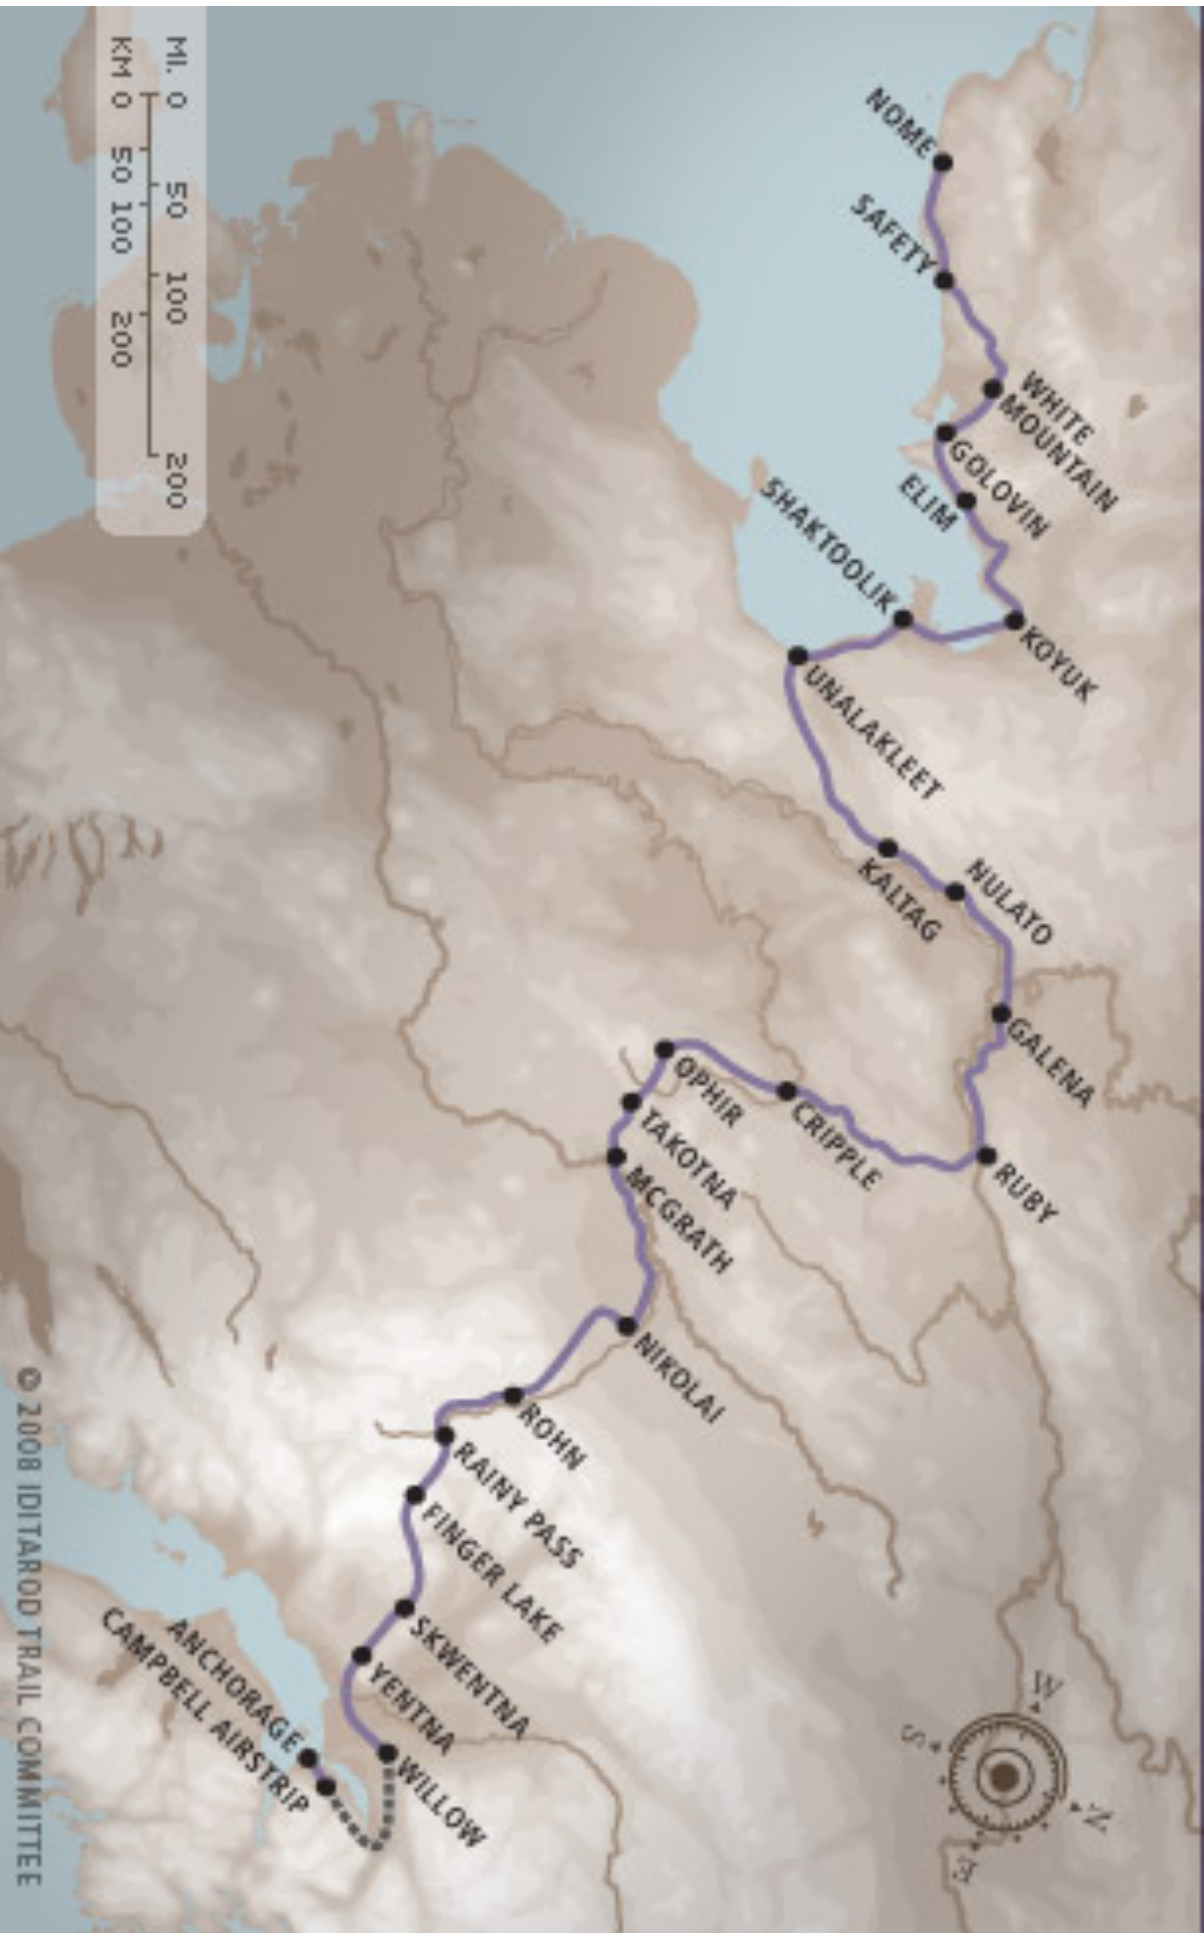 MI. 0 50 100 200
KM 0 50 100 200
NOME
SAFETY
WHITE
MOUNTAIN
GOLOVIN
ELIM
KOYUK
SHAKTOOLIK
UNALAKLEET
KALTAG
NULATO
GALENA
RUBY
CRIPPLE
OPHIR
TAKOTNA
MCGRATH
NIKOLAI
ROHN
RAINY PASS
FINGER LAKE
SKWENTNA
YENTNA
WILLOW
ANCHORAGE
CAMPBELL AIRSTRIP
W
N
S
E
© 2008 IDITAROD TRAIL COMMITTEE